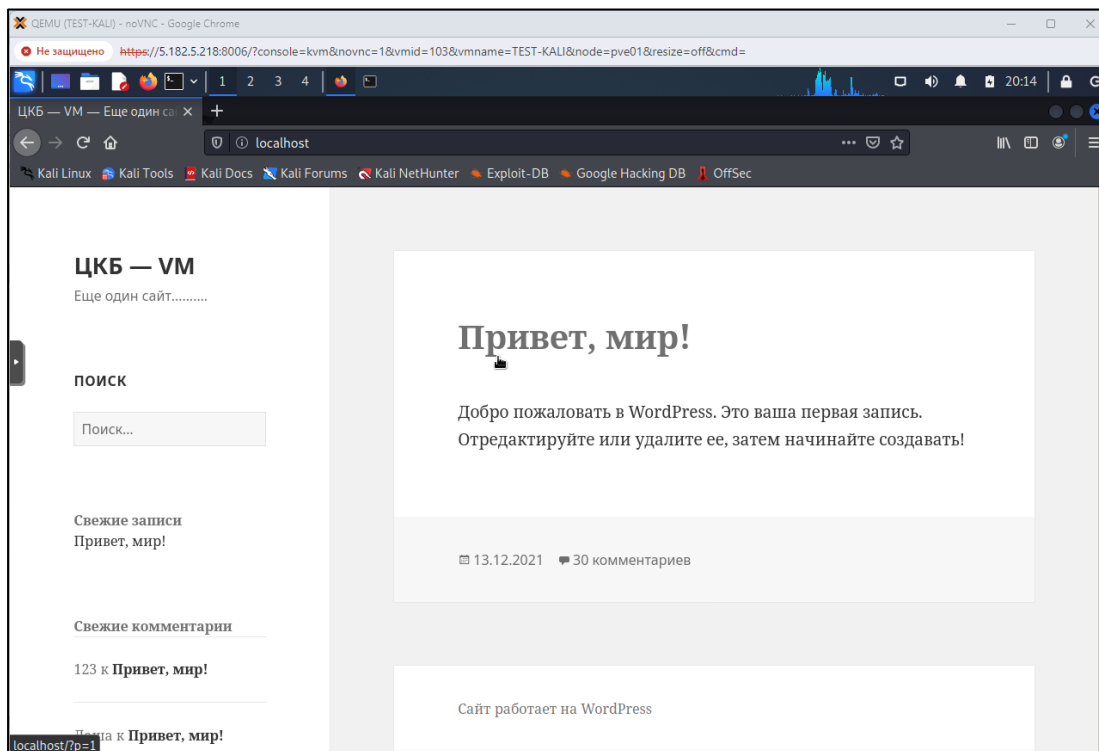 QEMU (TEST-KALI) - noVNC - Google Chrome
Не защищено https://5.182.5.218:8006/?console=kvm&novnc=1&vmid=103&vmname=TEST-KALI&node=pve01&resize=off&cmd=
1 2 3 4 20:14
ЦКБ — VM — Еще один са
localhost
Kali Linux Kali Tools Kali Docs Kali Forums Kali NetHunter Exploit-DB Google Hacking DB OffSec
ЦКБ — VM
Еще один сайт..........
ПОИСК
Поиск...
Свежие записи
Привет, мир!
Свежие комментарии
123 к Привет, мир!
к Привет, мир!
localhost/?p=1
Привет, мир!
Добро пожаловать в WordPress. Это ваша первая запись.
Отредактируйте или удалите ее, затем начинайте создавать!
13.12.2021 30 комментариев
Сайт работает на WordPress